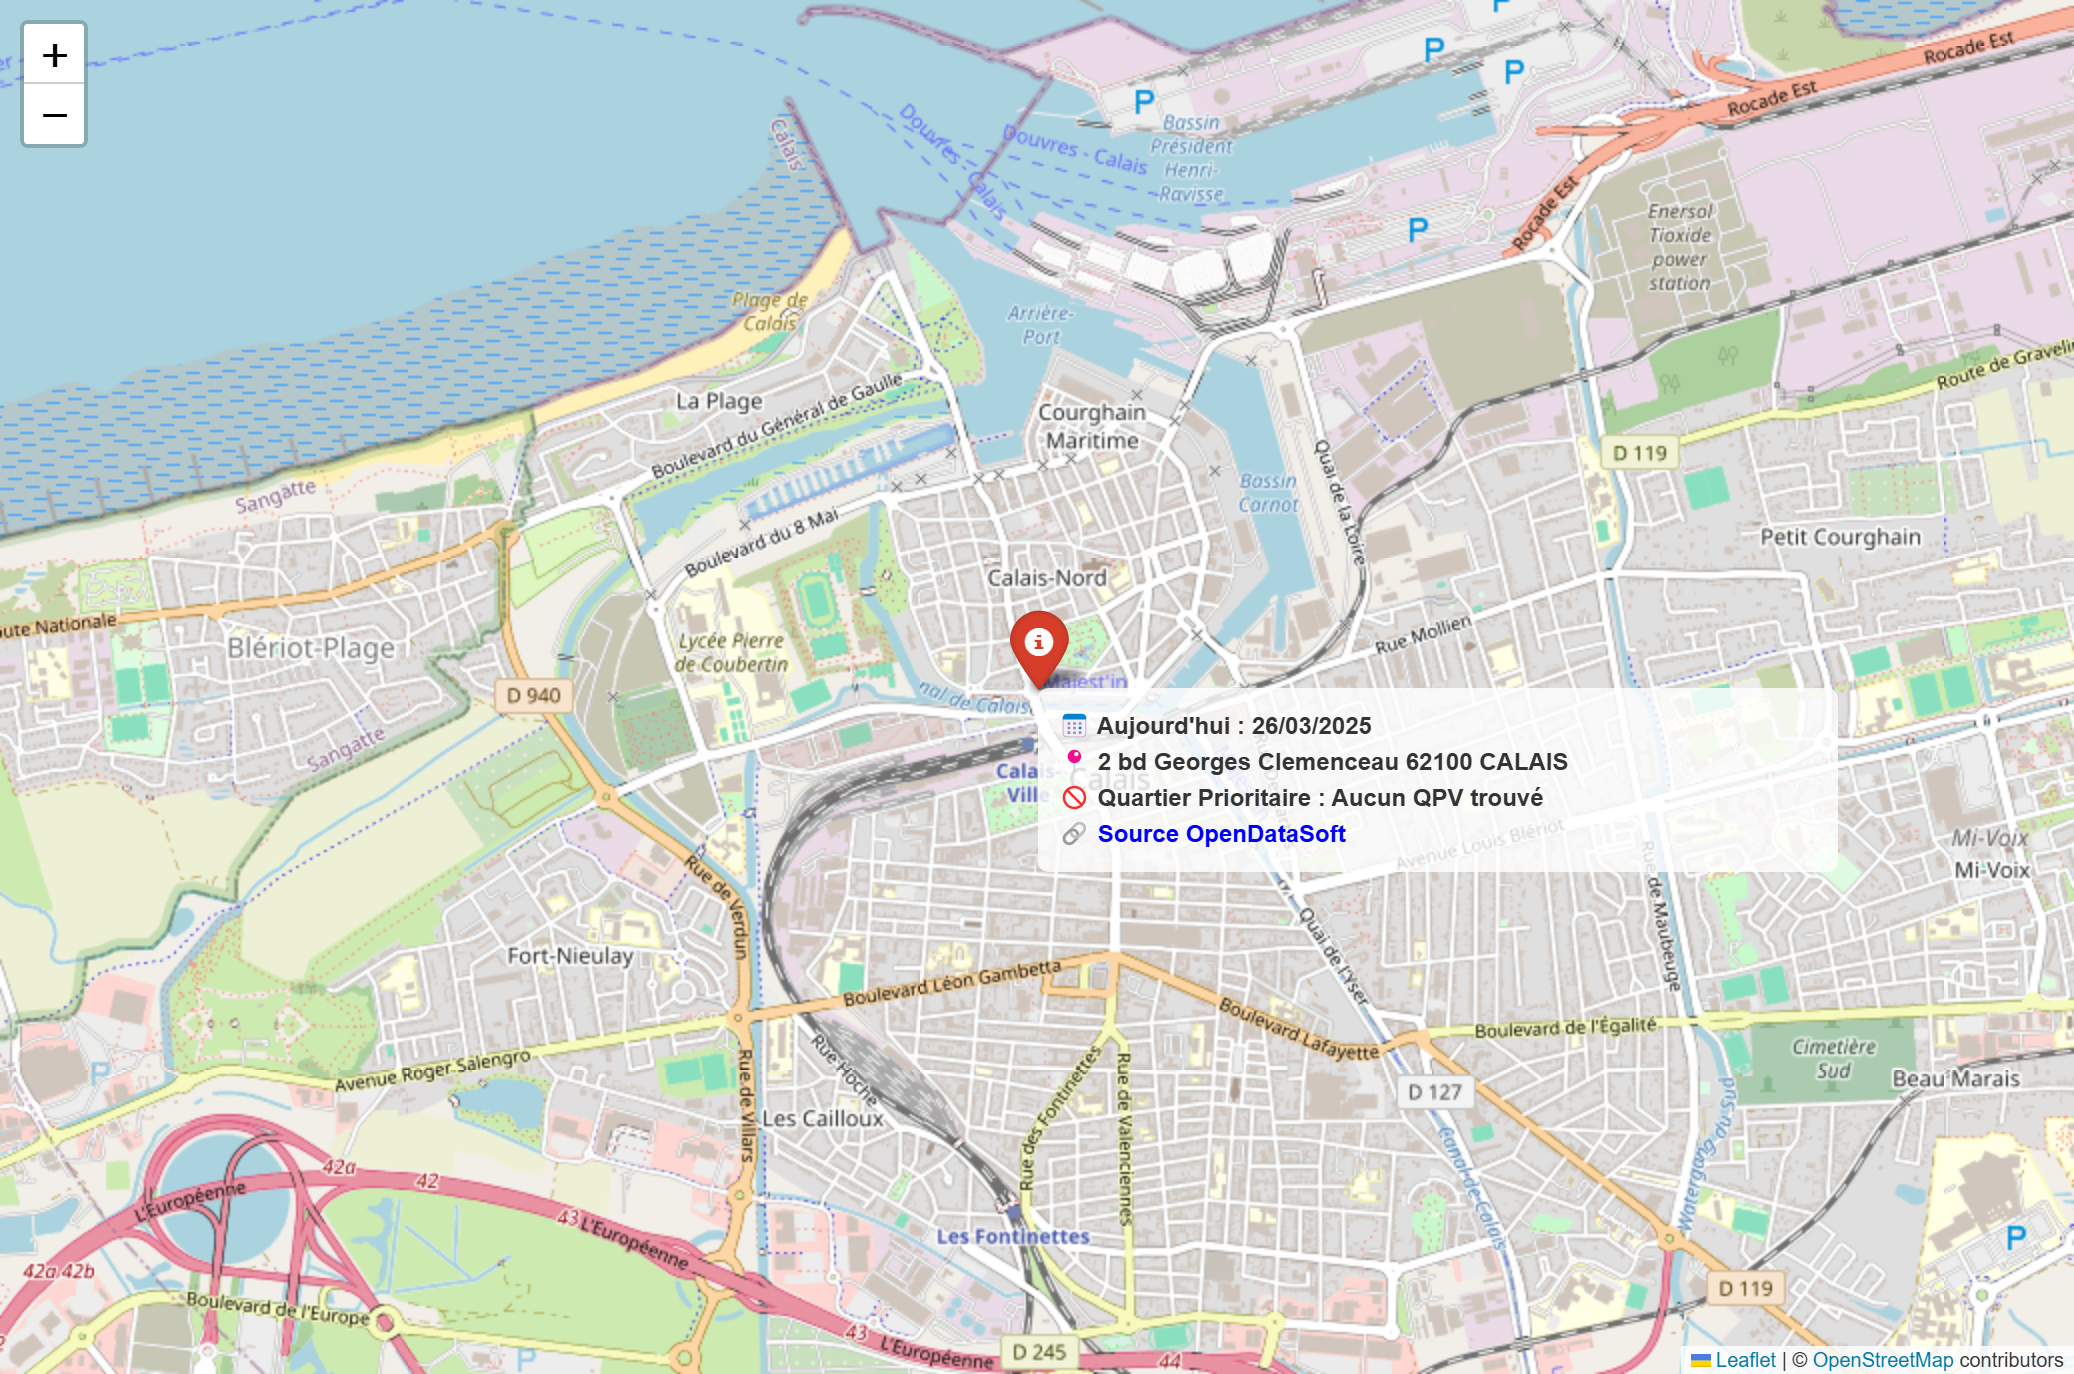 +
−
Rocade Est
Rocade Est
Rocade Est
P
P
P
P
P
Calais
Douvres - Calais
Douvres - Calais
Bassin
Président
Henri-
Ravisse
Enersol
Tioxide
power
station
Plage de
Calais
Arrière-
Port
La Plage
Boulevard du Général de Gaulle
Courghain
Maritime
Route de Gravelin
D 119
Sangatte
Bassin
Carnot
Quai de la Loire
Boulevard du 8 Mai
Petit Courghain
Calais-Nord
ute Nationale
Blériot-Plage
Lycée Pierre
de Coubertin
Rue Mollien
D 940
Majest'in
nal de Calais
Sangatte
Aujourd'hui : 26/03/2025
2 bd Georges Clemenceau 62100 CALAIS
Quartier Prioritaire : Aucun QPV trouvé
Source OpenDataSoft
Calais-
Ville
Calais
Avenue Louis Blériot
Mi-Voix
Mi-Voix
Rue de Verdun
Rue de Maubeuge
Quai de l'Yser
Fort-Nieulay
Boulevard Léon Gambetta
Boulevard Lafayette
Boulevard de l'Égalité
Cimetière
Sud
Beau Marais
P
Avenue Roger Salengro
Rue Hoche
Rue de Villars
Les Cailloux
Rue des Fontinettes
Rue de Valenciennes
D 127
Canal de Calais
Watergang du Sud
42a
42
43
L'Européenne
L'Européenne
Les Fontinettes
P
42a 42b
Boulevard de l'Europe
D 119
43
L'Européenne
D 245
44
P
Leaflet | © OpenStreetMap contributors